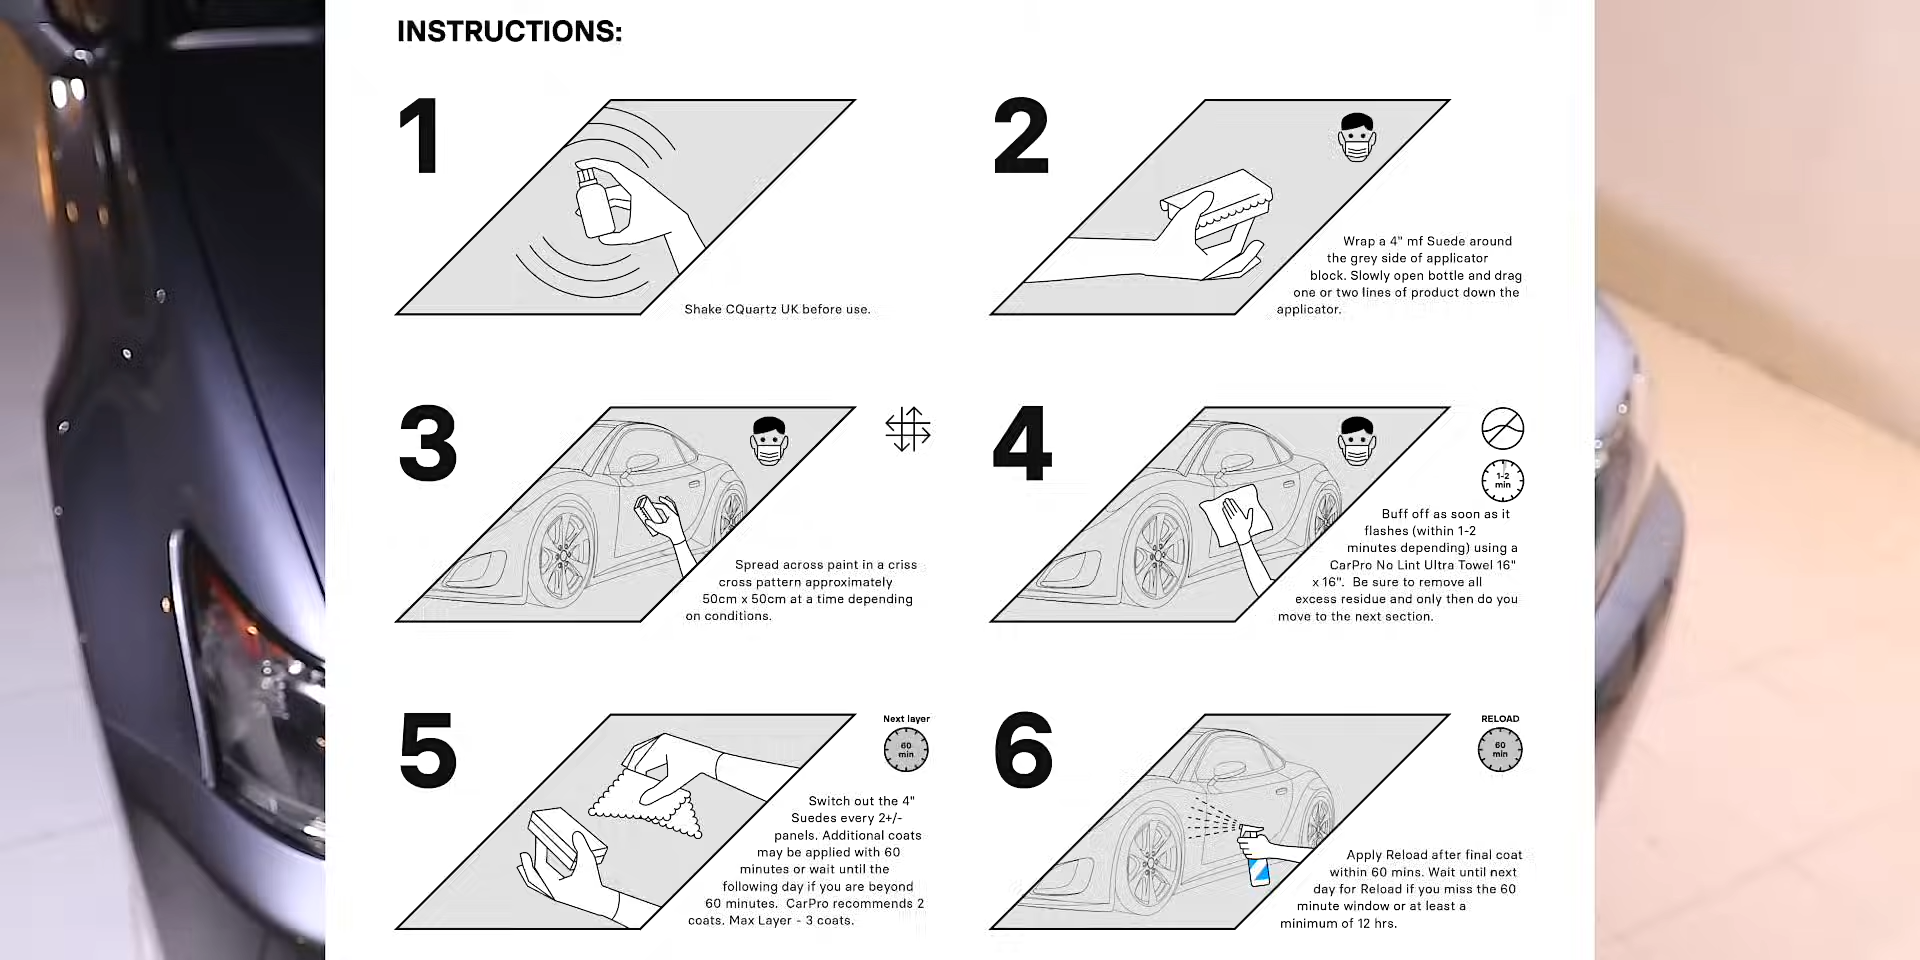 INSTRUCTIONS:
1
Shake CQuartz UK before use.
2
Wrap a 4" mf Suede around
the grey side of applicator
block. Slowly open bottle and drag
one or two lines of product down the
applicator.
3
Spread across paint in a criss
cross pattern approximately
50cm x 50cm at a time depending
on conditions.
4
1-2
min
Buff off as soon as it
flashes (within 1-2
minutes depending) using a
CarPro No Lint Ultra Towel 16"
x 16". Be sure to remove all
excess residue and only then do you
move to the next section.
5
Next layer
60
min
Switch out the 4"
Suedes every 2+/-
panels. Additional coats
may be applied with 60
minutes or wait until the
following day if you are beyond
60 minutes. CarPro recommends 2
coats. Max Layer - 3 coats.
6
RELOAD
60
min
Apply Reload after final coat
within 60 mins. Wait until next
day for Reload if you miss the 60
minute window or at least a
minimum of 12 hrs.